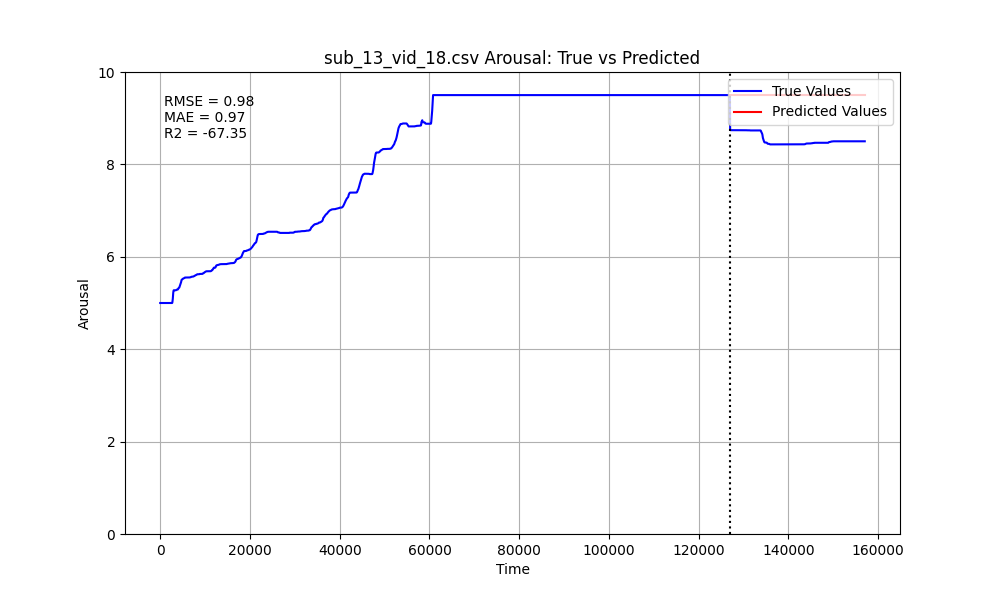 sub_13_vid_18.csv Arousal: True vs Predicted
RMSE = 0.98
MAE = 0.97
R2 = -67.35
True Values
Predicted Values
Arousal
10
8
6
4
2
0
0 20000 40000 60000 80000 100000 120000 140000 160000
Time